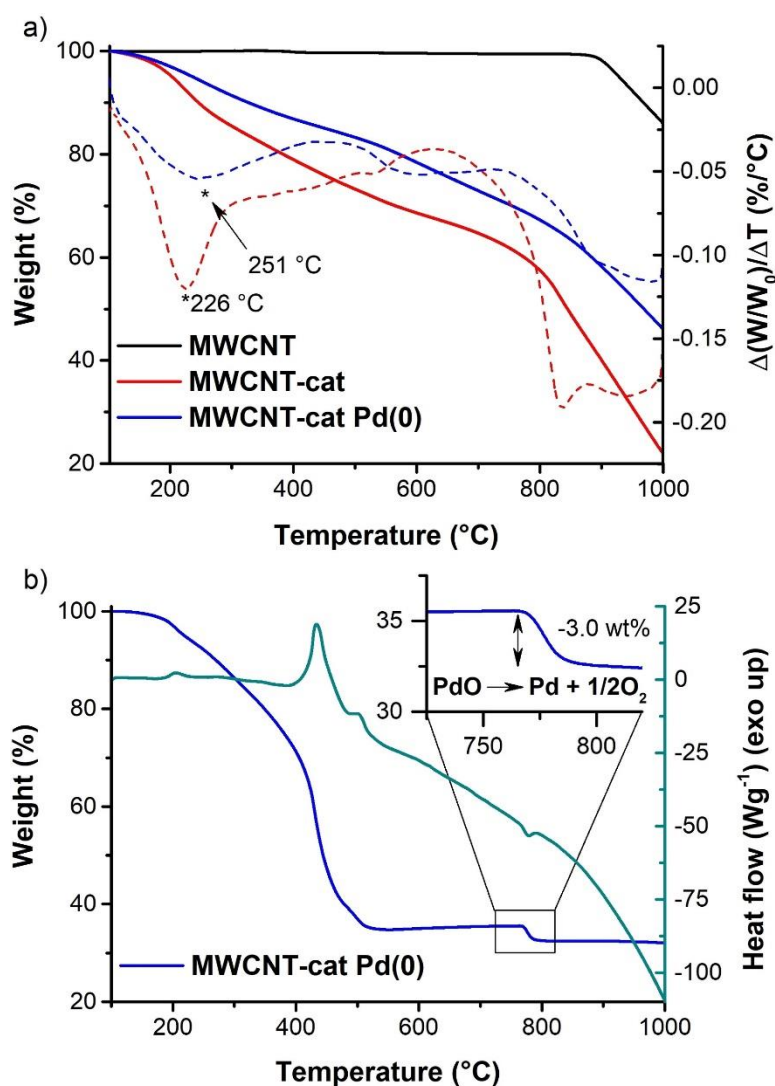 a)
100
80
60
40
20
Weight (%)
0.00
-0.05
-0.10
-0.15
-0.20
Δ(W/W₀)/ΔT (%/°C)
*
251 °C
*226 °C
MWCNT
MWCNT-cat
MWCNT-cat Pd(0)
200 400 600 800 1000
Temperature (°C)
b)
100
80
60
40
20
Weight (%)
25
0
-25
-50
-75
-100
Heat flow (Wg⁻¹) (exo up)
35
30
-3.0 wt%
PdO → Pd + 1/2O₂
750 800
MWCNT-cat Pd(0)
200 400 600 800 1000
Temperature (°C)